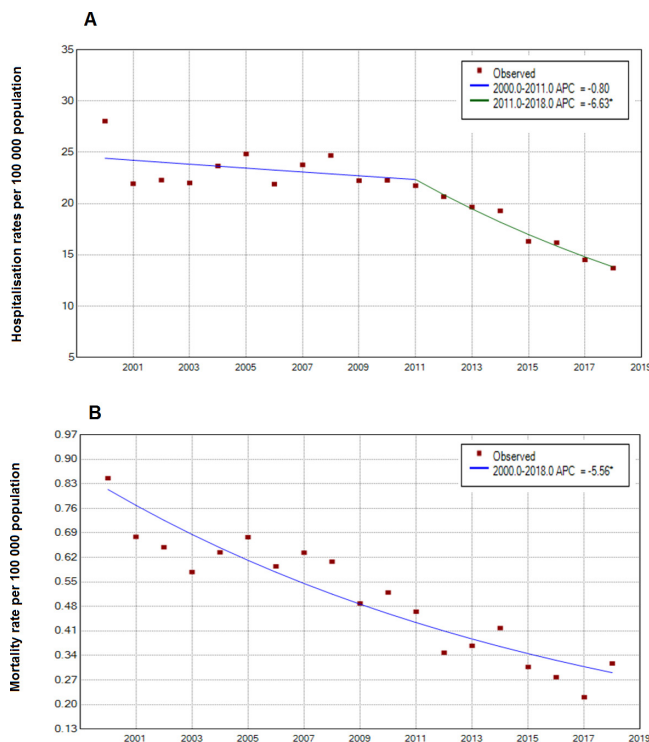 A
Hospitalisation rates per 100 000 population
35
30
25
20
15
10
5
Observed
2000.0-2011.0 APC = -0.80
2011.0-2018.0 APC = -6.63*
2001 2003 2005 2007 2009 2011 2013 2015 2017 2019
B
Mortality rate per 100 000 population
0.97
0.90
0.83
0.76
0.69
0.62
0.55
0.48
0.41
0.34
0.27
0.20
0.13
Observed
2000.0-2018.0 APC = -5.56*
2001 2003 2005 2007 2009 2011 2013 2015 2017 2019